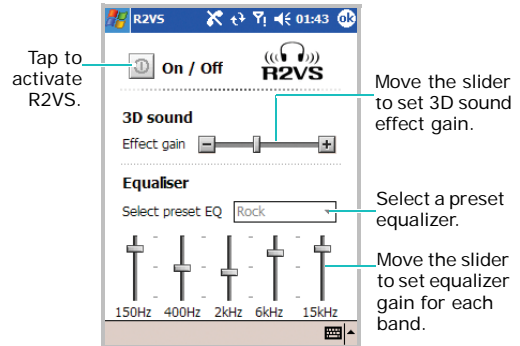 R2VS 01:43 ok
Tap to
activate
R2VS.
On / Off
R2VS
3D sound
Effect gain
Move the slider
to set 3D sound
effect gain.
Equaliser
Select preset EQ Rock
Select a preset
equalizer.
Move the slider
to set equalizer
gain for each
band.
150Hz 400Hz 2kHz 6kHz 15kHz